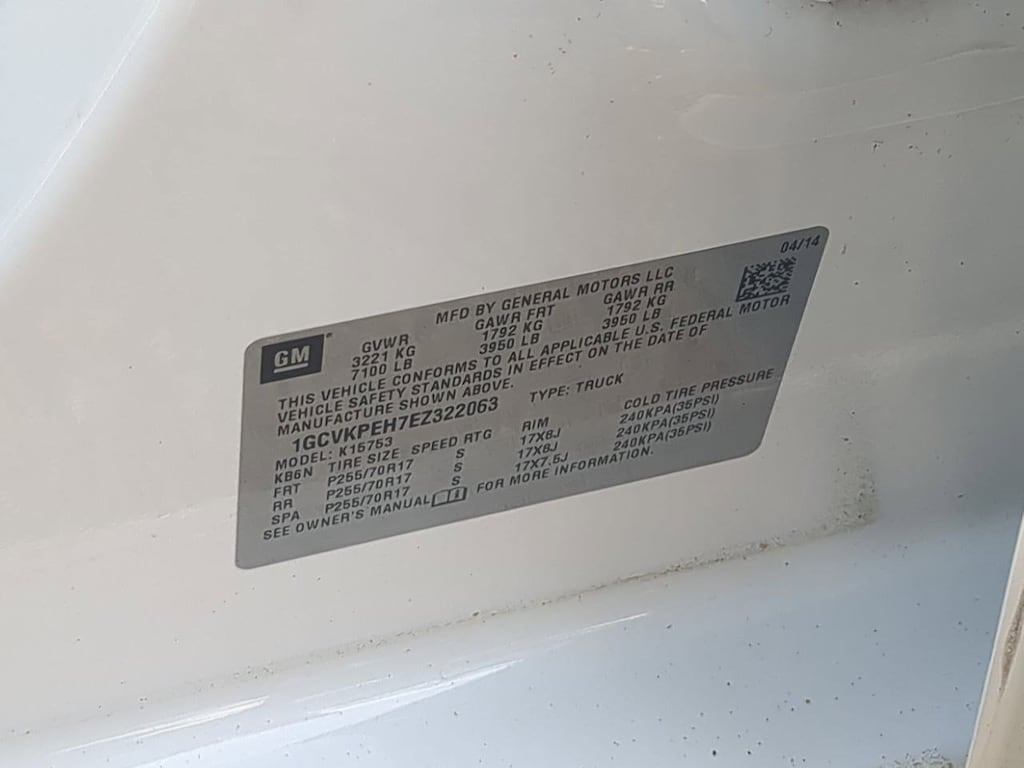 04/14
GM
MFD BY GENERAL MOTORS LLC
GVWR GAWR FRT GAWR RR
3221 KG 1792 KG 1792 KG
7100 LB 3950 LB 3950 LB
THIS VEHICLE CONFORMS TO ALL APPLICABLE U.S. FEDERAL MOTOR
VEHICLE SAFETY STANDARDS IN EFFECT ON THE DATE OF
MANUFACTURE SHOWN ABOVE.
1GCVKPEH7EZ322063 TYPE: TRUCK
MODEL: K15753
KB6N TIRE SIZE SPEED RTG RIM COLD TIRE PRESSURE
FRT P255/70R17 S 17X8J 240KPA(35PSI)
RR P255/70R17 S 17X8J 240KPA(35PSI)
SPA P255/70R17 S 17X7.5J 240KPA(35PSI)
SEE OWNER'S MANUAL FOR MORE INFORMATION.